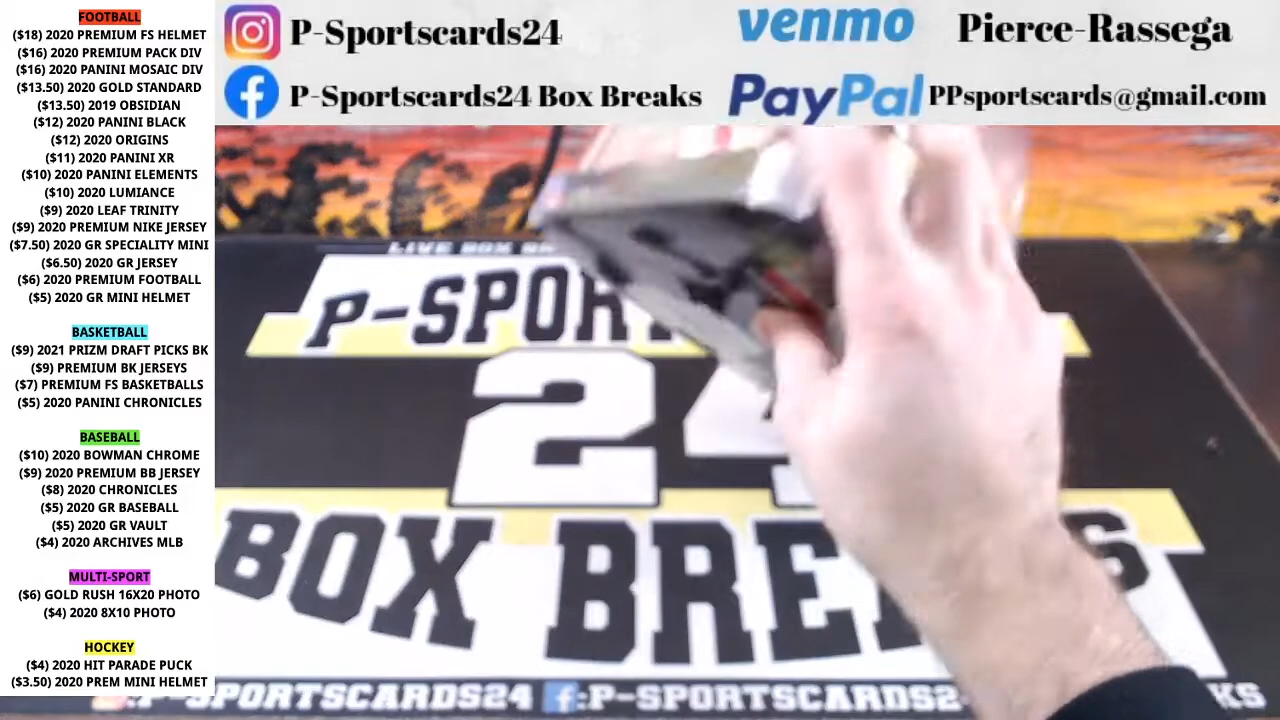 FOOTBALL
($18) 2020 PREMIUM FS HELMET
($16) 2020 PREMIUM PACK DIV
($16) 2020 PANINI MOSAIC DIV
($13.50) 2020 GOLD STANDARD
($13.50) 2019 OBSIDIAN
($12) 2020 PANINI BLACK
($12) 2020 ORIGINS
($11) 2020 PANINI XR
($10) 2020 PANINI ELEMENTS
($10) 2020 LUMIANCE
($9) 2020 LEAF TRINITY
($9) 2020 PREMIUM NIKE JERSEY
($7.50) 2020 GR SPECIALITY MINI
($6.50) 2020 GR JERSEY
($6) 2020 PREMIUM FOOTBALL
($5) 2020 GR MINI HELMET
BASKETBALL
($9) 2021 PRIZM DRAFT PICKS BK
($9) PREMIUM BK JERSEYS
($7) PREMIUM FS BASKETBALLS
($5) 2020 PANINI CHRONICLES
BASEBALL
($10) 2020 BOWMAN CHROME
($9) 2020 PREMIUM BB JERSEY
($8) 2020 CHRONICLES
($5) 2020 GR BASEBALL
($5) 2020 GR VAULT
($4) 2020 ARCHIVES MLB
MULTI-SPORT
($6) GOLD RUSH 16X20 PHOTO
($4) 2020 8X10 PHOTO
HOCKEY
($4) 2020 HIT PARADE PUCK
($3.50) 2020 PREM MINI HELMET
P-Sportscards24
venmo Pierce-Rassega
P-Sportscards24 Box Breaks
PayPal PPsportscards@gmail.com
LIVE BOX
P-SPOR
24
BOX BRE S
:P-SPORTSCARDS24 :P-SPORTSCARDS2 KS